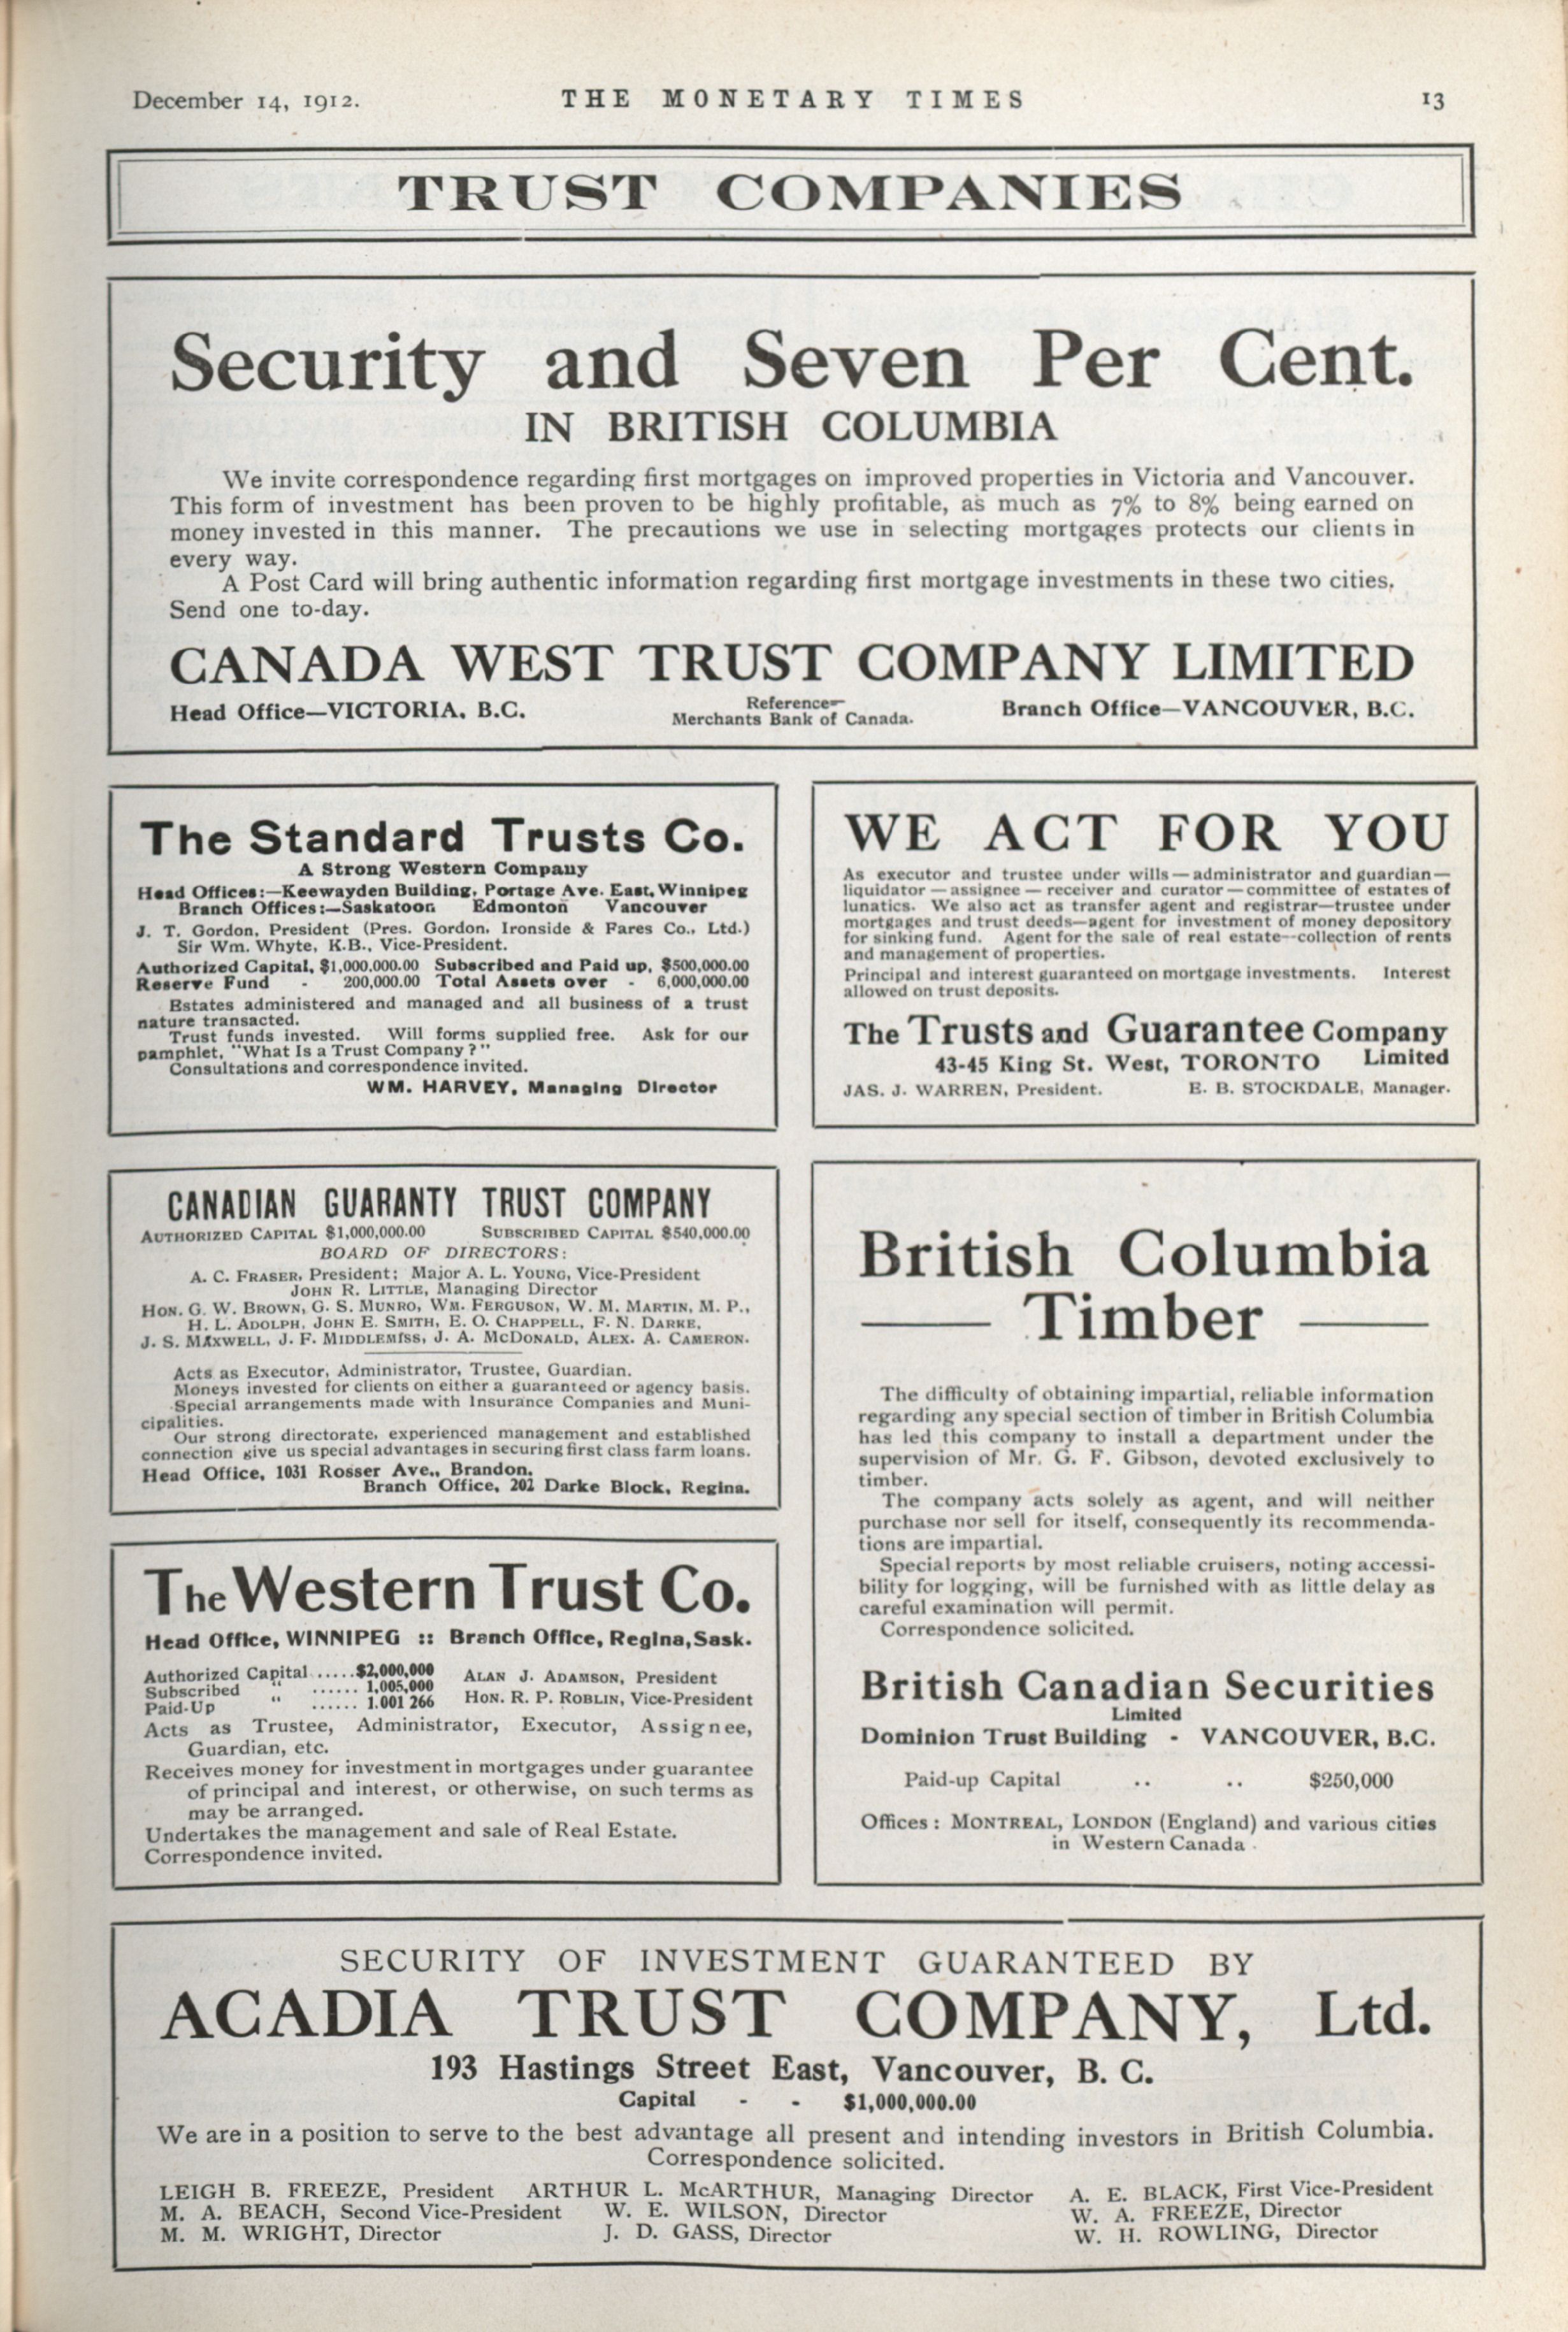 December 14, 1912.
THE MONETARY TIMES
13
TRUST COMPANIES
Security and Seven Per Cent.
IN BRITISH COLUMBIA
We invite correspondence regarding first mortgages on improved properties in Victoria and Vancouver.
This form of investment has been proven to be highly profitable, as much as 7% to 8% being earned on
money invested in this manner. The precautions we use in selecting mortgages protects our clients in
every way.
A Post Card will bring authentic information regarding first mortgage investments in these two cities.
Send one to-day.
CANADA WEST TRUST COMPANY LIMITED
Head Office—VICTORIA, B.C.
Reference—
Merchants Bank of Canada.
Branch Office—VANCOUVER, B.C.
The Standard Trusts Co.
A Strong Western Company
Head Offices:—Keewayden Building, Portage Ave. East, Winnipeg
Branch Offices:—Saskatoon Edmonton Vancouver
J. T. Gordon, President (Pres. Gordon, Ironside & Fares Co., Ltd.)
Sir Wm. Whyte, K.B., Vice-President.
Authorized Capital, $1,000.000.00 Subscribed and Paid up, $500,000.00
Reserve Fund - 200,000.00 Total Assets over - 6,000,000.00
Estates administered and managed and all business of a trust
nature transacted.
Trust funds invested. Will forms supplied free. Ask for our
pamphlet, "What Is a Trust Company?"
Consultations and correspondence invited.
WM. HARVEY, Managing Director
WE ACT FOR YOU
As executor and trustee under wills—administrator and guardian—
liquidator—assignee—receiver and curator—committee of estates of
lunatics. We also act as transfer agent and registrar—trustee under
mortgages and trust deeds—agent for investment of money depository
for sinking fund. Agent for the sale of real estate—collection of rents
and management of properties.
Principal and interest guaranteed on mortgage investments. Interest
allowed on trust deposits.
The Trusts and Guarantee Company
43-45 King St. West, TORONTO Limited
JAS. J. WARREN, President. E. B. STOCKDALE, Manager.
CANADIAN GUARANTY TRUST COMPANY
AUTHORIZED CAPITAL $1,000,000.00 SUBSCRIBED CAPITAL $540,000.00
BOARD OF DIRECTORS:
A. C. FRASER, President; Major A. L. YOUNG, Vice-President
JOHN R. LITTLE, Managing Director
HON. G. W. BROWN, G. S. MUNRO, WM. FERGUSON, W. M. MARTIN, M. P.,
H. L. ADOLPH, JOHN E. SMITH, E. O. CHAPPELL, F. N. DARKE,
J. S. MAXWELL, J. F. MIDDLEMISS, J. A. MCDONALD, ALEX. A. CAMERON.
Acts as Executor, Administrator, Trustee, Guardian.
Moneys invested for clients on either a guaranteed or agency basis.
Special arrangements made with Insurance Companies and Muni-
cipalities.
Our strong directorate, experienced management and established
connection give us special advantages in securing first class farm loans.
Head Office, 1031 Rosser Ave., Brandon.
Branch Office, 202 Darke Block, Regina.
The Western Trust Co.
Head Office, WINNIPEG :: Branch Office, Regina, Sask.
Authorized Capital.....$2,000,000
Subscribed " ...... 1,005,000
Paid-Up " ...... 1.001 266
ALAN J. ADAMSON, President
HON. R. P. ROBLIN, Vice-President
Acts as Trustee, Administrator, Executor, Assignee,
Guardian, etc.
Receives money for investment in mortgages under guarantee
of principal and interest, or otherwise, on such terms as
may be arranged.
Undertakes the management and sale of Real Estate.
Correspondence invited.
British Columbia
Timber
The difficulty of obtaining impartial, reliable information
regarding any special section of timber in British Columbia
has led this company to install a department under the
supervision of Mr. G. F. Gibson, devoted exclusively to
timber.
The company acts solely as agent, and will neither
purchase nor sell for itself, consequently its recommenda-
tions are impartial.
Special reports by most reliable cruisers, noting accessi-
bility for logging, will be furnished with as little delay as
careful examination will permit.
Correspondence solicited.
British Canadian Securities
Limited
Dominion Trust Building - VANCOUVER, B.C.
Paid-up Capital .. .. $250,000
Offices: MONTREAL, LONDON (England) and various cities
in Western Canada
SECURITY OF INVESTMENT GUARANTEED BY
ACADIA TRUST COMPANY, Ltd.
193 Hastings Street East, Vancouver, B. C.
Capital - - $1,000,000.00
We are in a position to serve to the best advantage all present and intending investors in British Columbia.
Correspondence solicited.
LEIGH B. FREEZE, President ARTHUR L. McARTHUR, Managing Director A. E. BLACK, First Vice-President
M. A. BEACH, Second Vice-President W. E. WILSON, Director W. A. FREEZE, Director
M. M. WRIGHT, Director J. D. GASS, Director W. H. ROWLING, Director